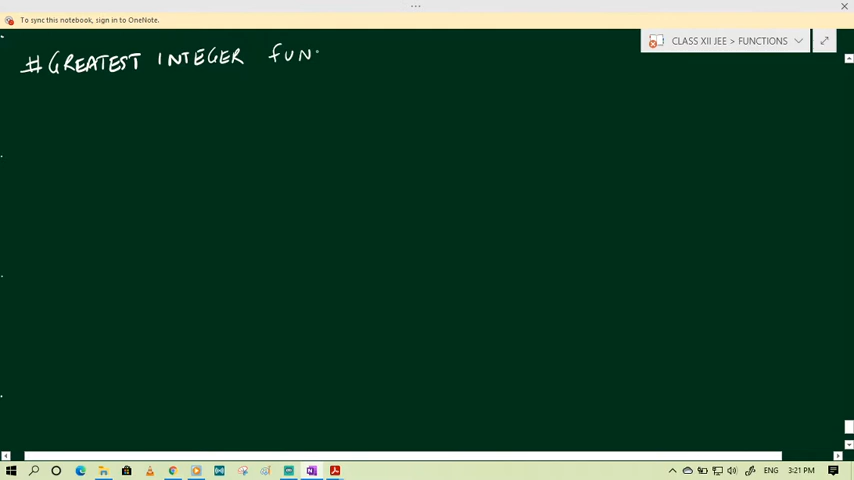 To sync this notebook, sign in to OneNote.
CLASS XII JEE > FUNCTIONS
#GREATEST INTEGER fUN
ENG 3:21 PM